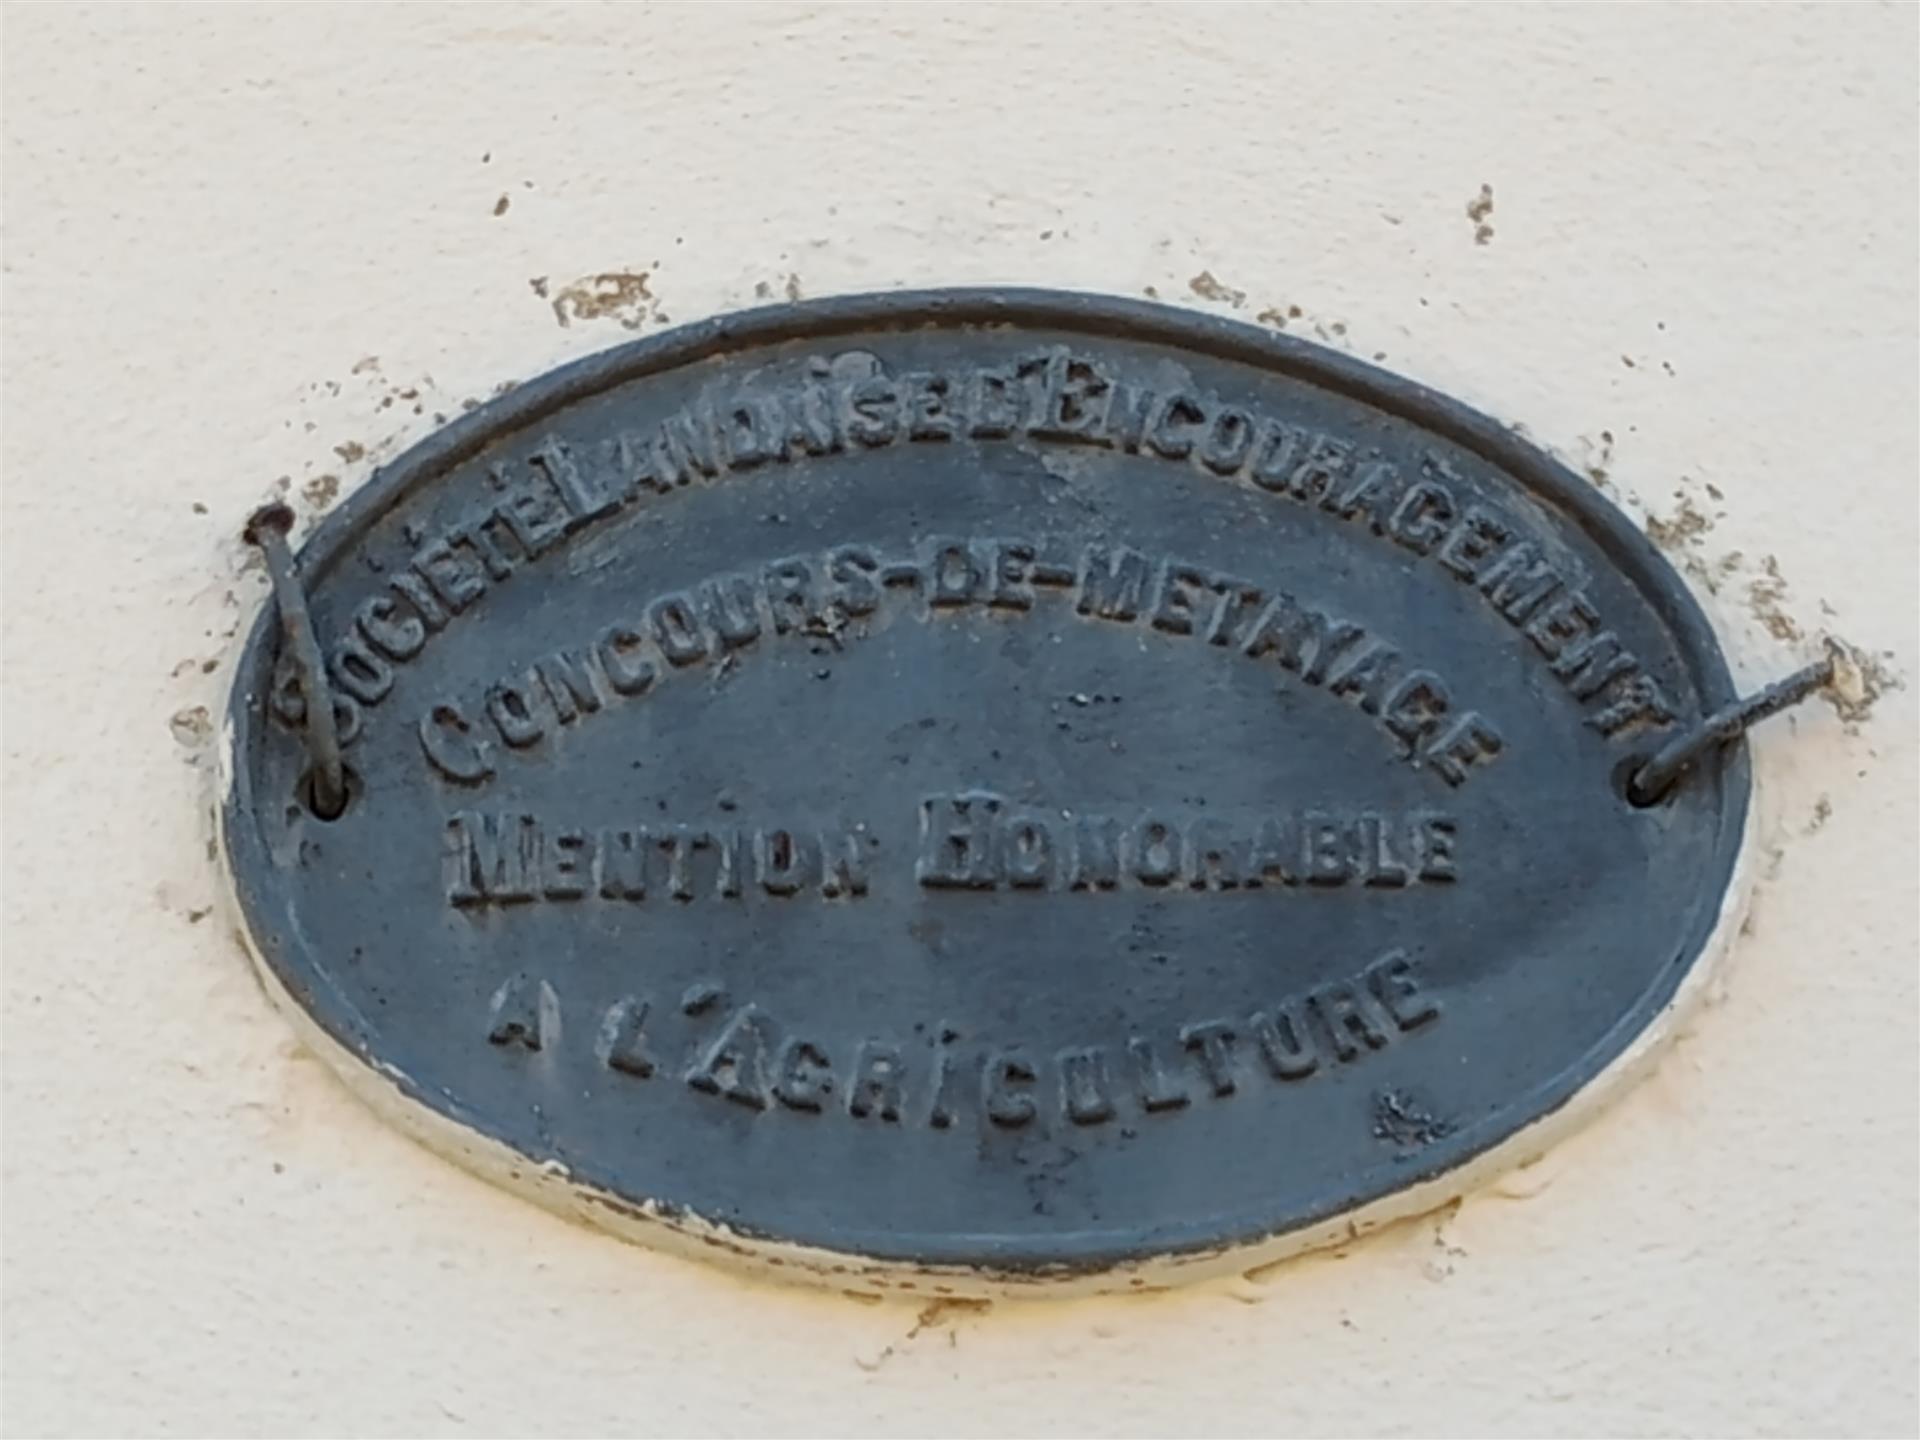 SOCIÉTÉ LANDAISE D'ENCOURAGEMENT
CONCOURS-DE-METAYAGE
MENTION HONORABLE
A L'AGRICULTURE